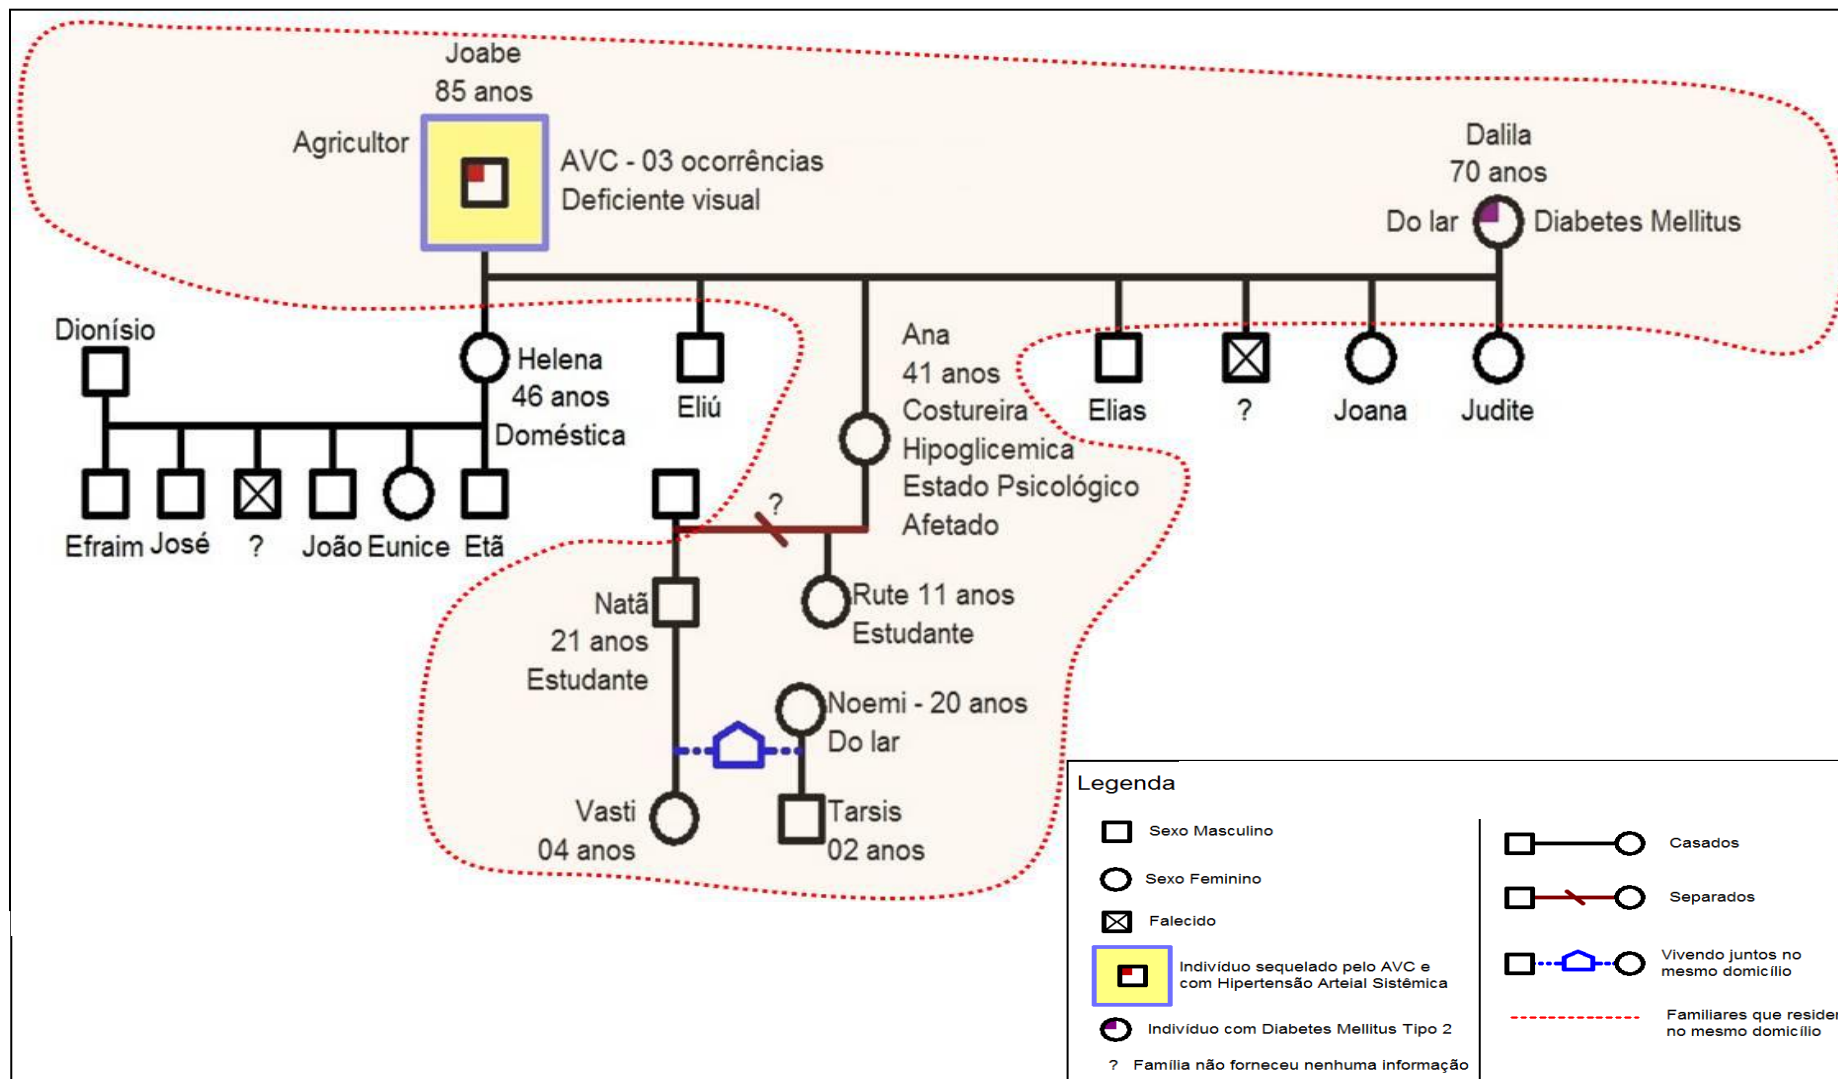 Joabe
85 anos
Agricultor
AVC - 03 ocorrências
Deficiente visual
Dalila
70 anos
Do lar
Diabetes Mellitus
Dionísio
Helena
46 anos
Doméstica
Eliú
Ana
41 anos
Costureira
Hipoglicemica
Estado Psicológico
Afetado
Elias
?
Joana
Judite
Efraim
José
?
João
Eunice
Etã
?
Natã
21 anos
Estudante
Rute 11 anos
Estudante
Noemi - 20 anos
Do lar
Vasti
04 anos
Tarsis
02 anos
Legenda
Sexo Masculino
Sexo Feminino
Falecido
Indivíduo sequelado pelo AVC e
com Hipertensão Arteial Sistêmica
Indivíduo com Diabetes Mellitus Tipo 2
? Família não forneceu nenhuma informação
Casados
Separados
Vivendo juntos no
mesmo domicílio
Familiares que reside
no mesmo domicílio